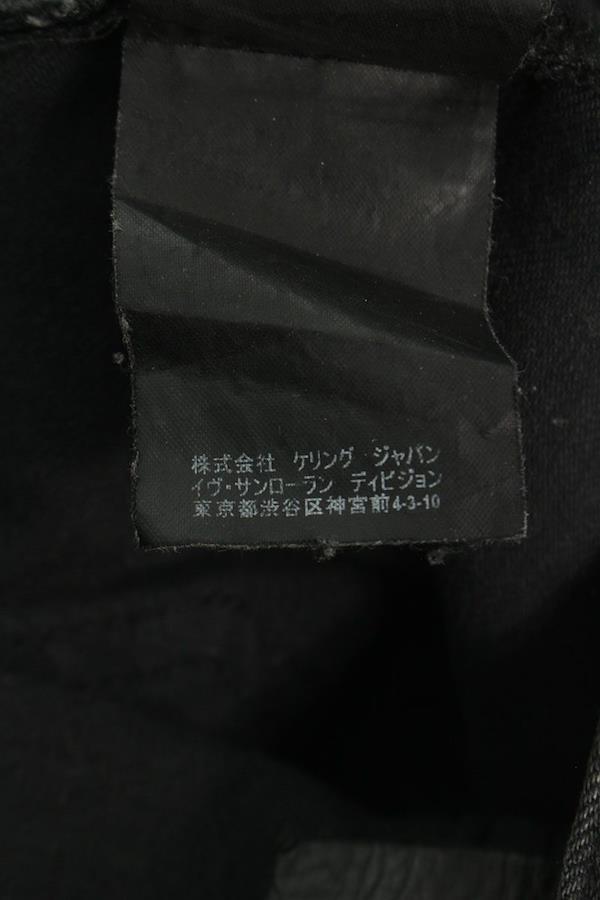 株式会社 ケリング ジャパン
イヴ・サンローラン ディビジョン
東京都渋谷区神宮前4-3-10